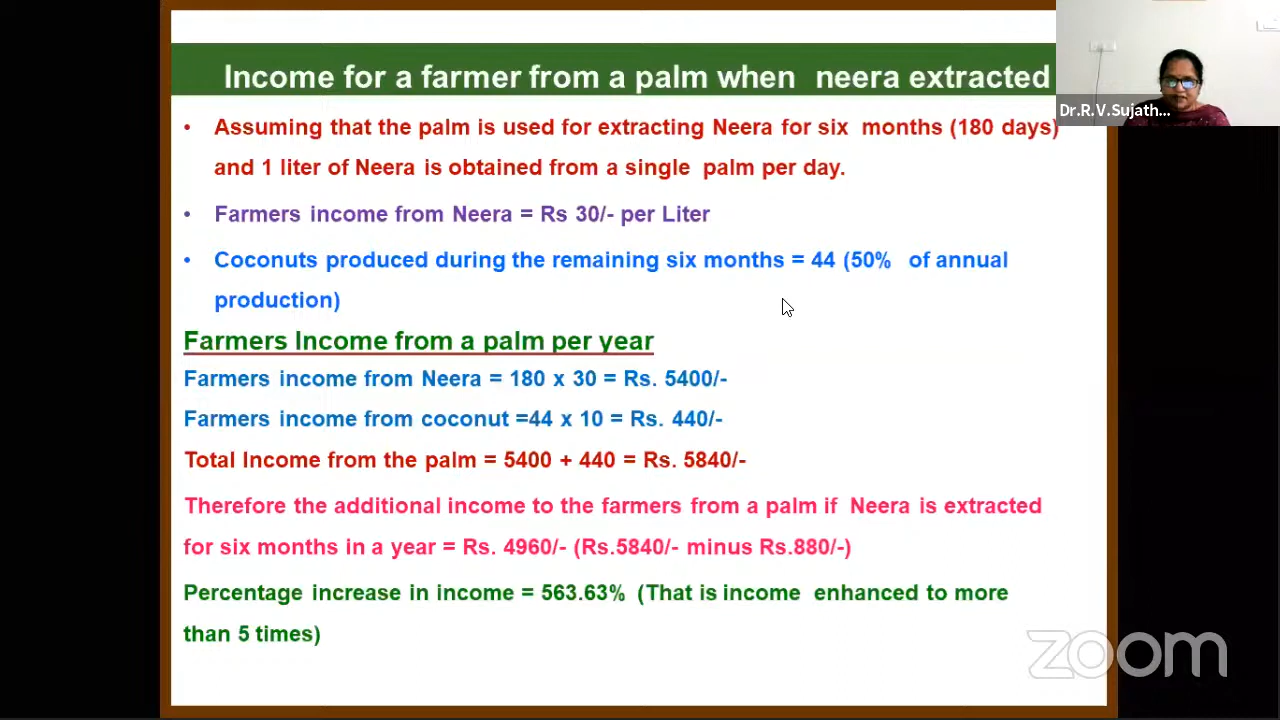 Income for a farmer from a palm when neera extracted
Dr.R.V.Sujath...
• Assuming that the palm is used for extracting Neera for six months (180 days)
and 1 liter of Neera is obtained from a single palm per day.
• Farmers income from Neera = Rs 30/- per Liter
• Coconuts produced during the remaining six months = 44 (50% of annual
production)
Farmers Income from a palm per year
Farmers income from Neera = 180 x 30 = Rs. 5400/-
Farmers income from coconut =44 x 10 = Rs. 440/-
Total Income from the palm = 5400 + 440 = Rs. 5840/-
Therefore the additional income to the farmers from a palm if Neera is extracted
for six months in a year = Rs. 4960/- (Rs.5840/- minus Rs.880/-)
Percentage increase in income = 563.63% (That is income enhanced to more
than 5 times)
zoom